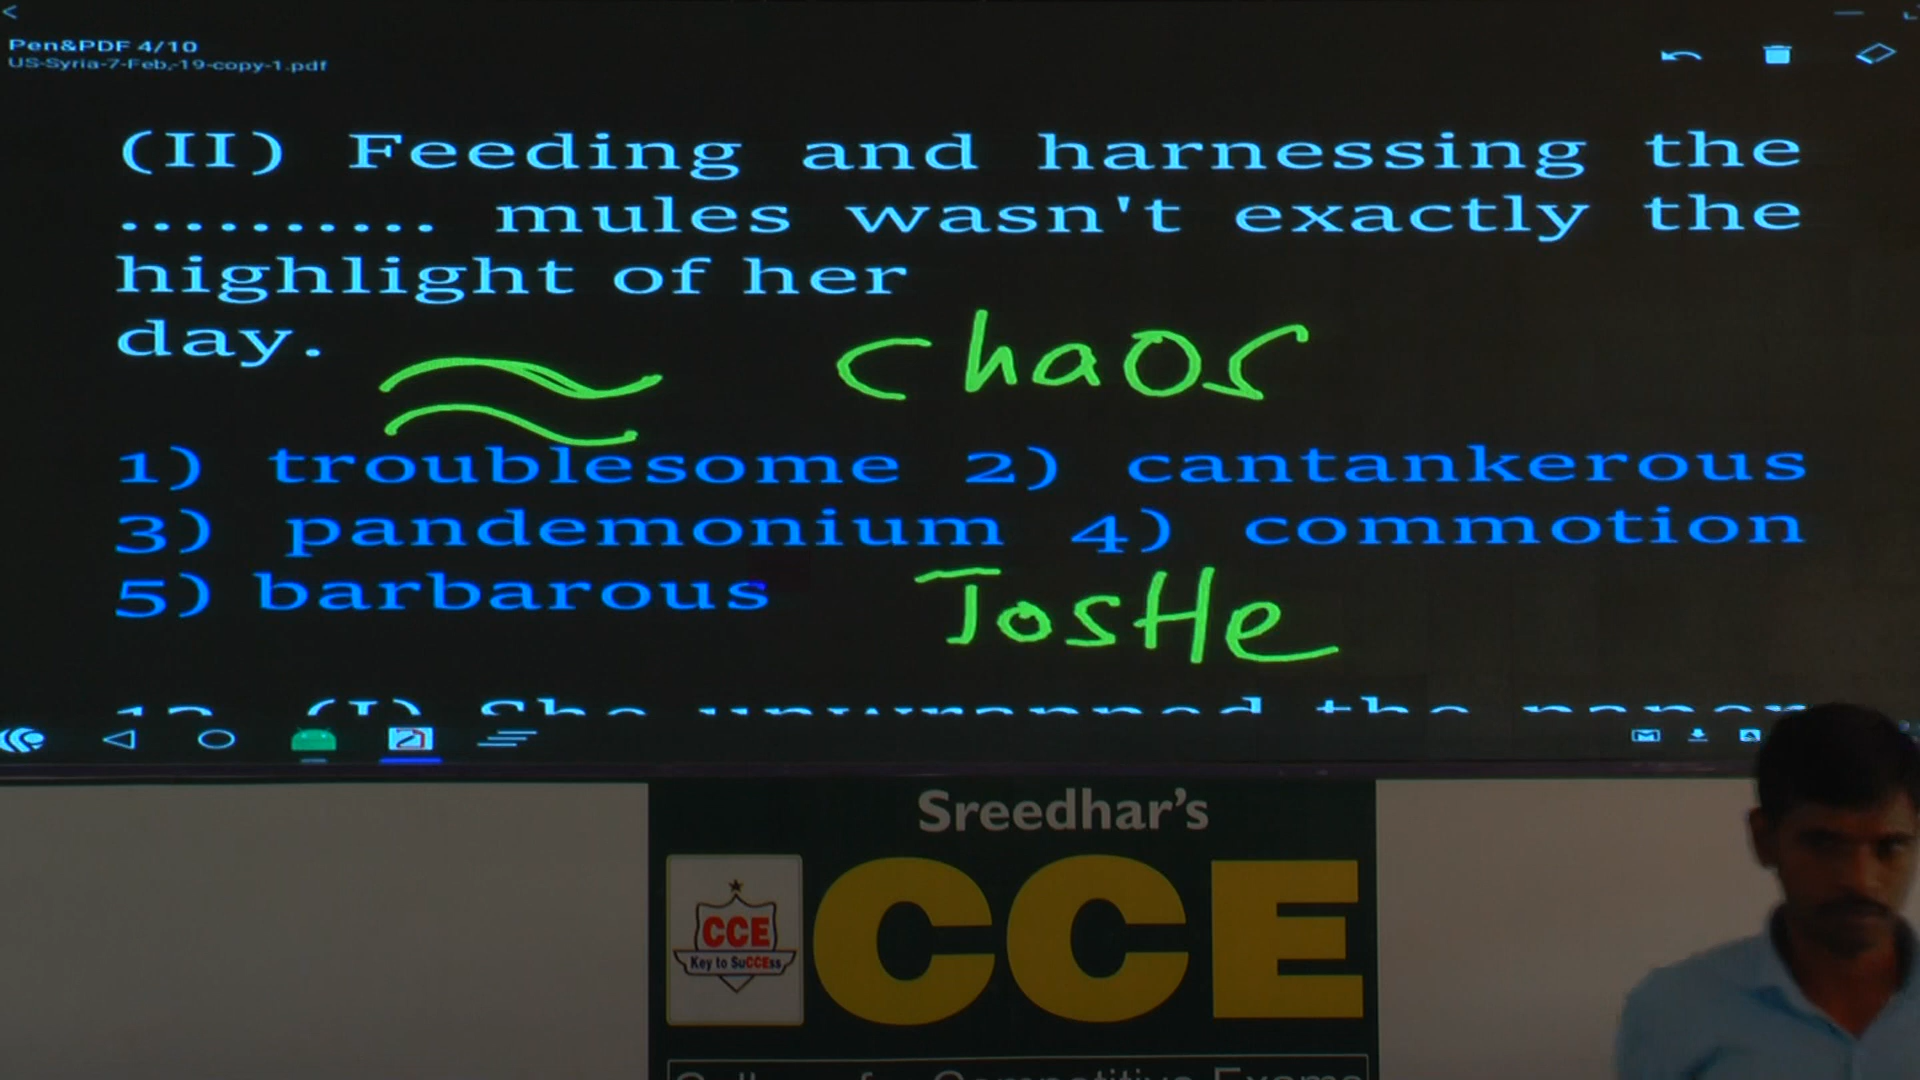 Pen&PDF 4/10
US-Syria-7-Feb,-19-copy-1.pdf
(II) Feeding and harnessing the
.......... mules wasn't exactly the
highlight of her
day.
chaos
1) troublesome 2) cantankerous
3) pandemonium 4) commotion
5) barbarous
JosHe
Sreedhar's
CCE
CCE
Key to SuCCEss